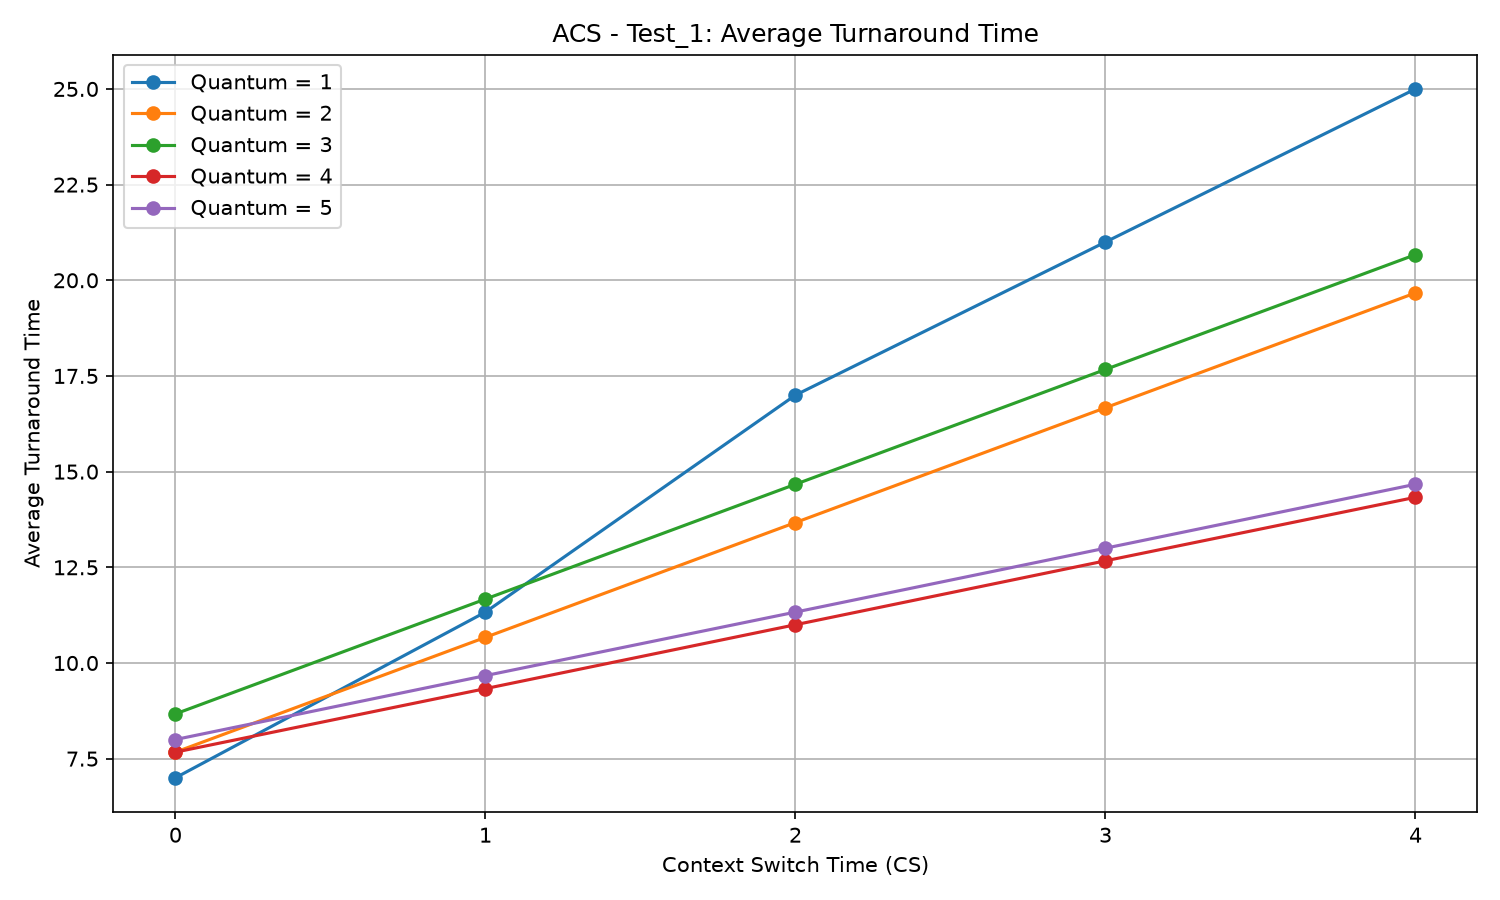 ACS - Test_1: Average Turnaround Time
Quantum = 1
Quantum = 2
Quantum = 3
Quantum = 4
Quantum = 5
Average Turnaround Time
25.0
22.5
20.0
17.5
15.0
12.5
10.0
7.5
0 1 2 3 4
Context Switch Time (CS)